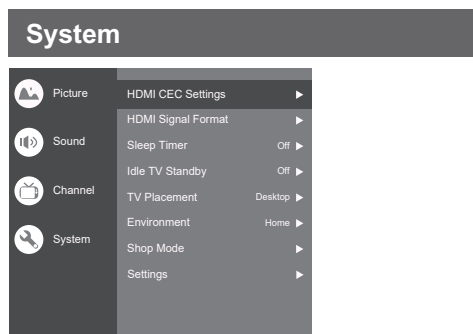 System
Picture
Sound
Channel
System
HDMI CEC Settings
HDMI Signal Format
Sleep Timer Off
Idle TV Standby Off
TV Placement Desktop
Environment Home
Shop Mode
Settings